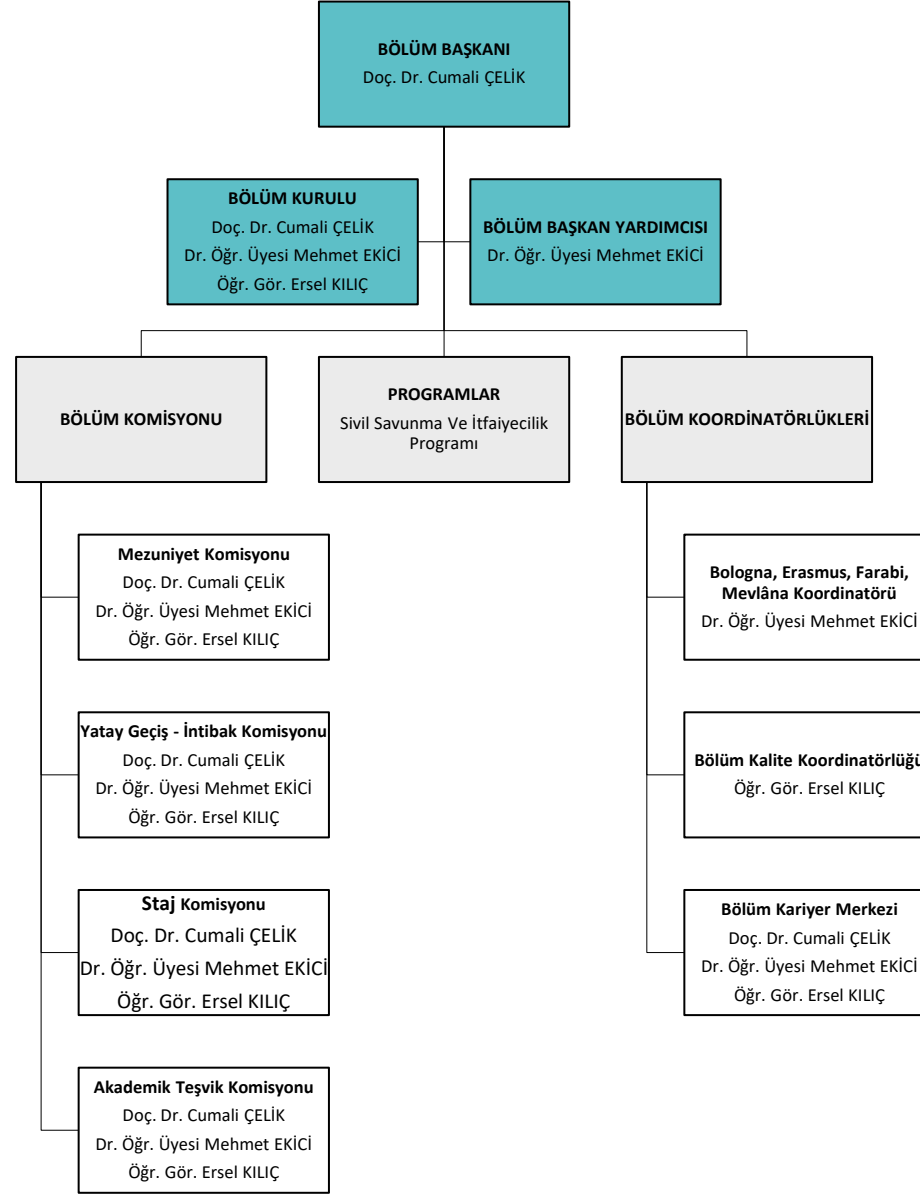 BÖLÜM BAŞKANI
Doç. Dr. Cumali ÇELİK
BÖLÜM KURULU
Doç. Dr. Cumali ÇELİK
Dr. Öğr. Üyesi Mehmet EKİCİ
Öğr. Gör. Ersel KILIÇ
BÖLÜM BAŞKAN YARDIMCISI
Dr. Öğr. Üyesi Mehmet EKİCİ
BÖLÜM KOMİSYONU
PROGRAMLAR
Sivil Savunma Ve İtfaiyecilik
Programı
BÖLÜM KOORDİNATÖRLÜKLERİ
Mezuniyet Komisyonu
Doç. Dr. Cumali ÇELİK
Dr. Öğr. Üyesi Mehmet EKİCİ
Öğr. Gör. Ersel KILIÇ
Yatay Geçiş - İntibak Komisyonu
Doç. Dr. Cumali ÇELİK
Dr. Öğr. Üyesi Mehmet EKİCİ
Öğr. Gör. Ersel KILIÇ
Staj Komisyonu
Doç. Dr. Cumali ÇELİK
Dr. Öğr. Üyesi Mehmet EKİCİ
Öğr. Gör. Ersel KILIÇ
Akademik Teşvik Komisyonu
Doç. Dr. Cumali ÇELİK
Dr. Öğr. Üyesi Mehmet EKİCİ
Öğr. Gör. Ersel KILIÇ
Bologna, Erasmus, Farabi,
Mevlâna Koordinatörü
Dr. Öğr. Üyesi Mehmet EKİCİ
Bölüm Kalite Koordinatörlüğü
Öğr. Gör. Ersel KILIÇ
Bölüm Kariyer Merkezi
Doç. Dr. Cumali ÇELİK
Dr. Öğr. Üyesi Mehmet EKİCİ
Öğr. Gör. Ersel KILIÇ